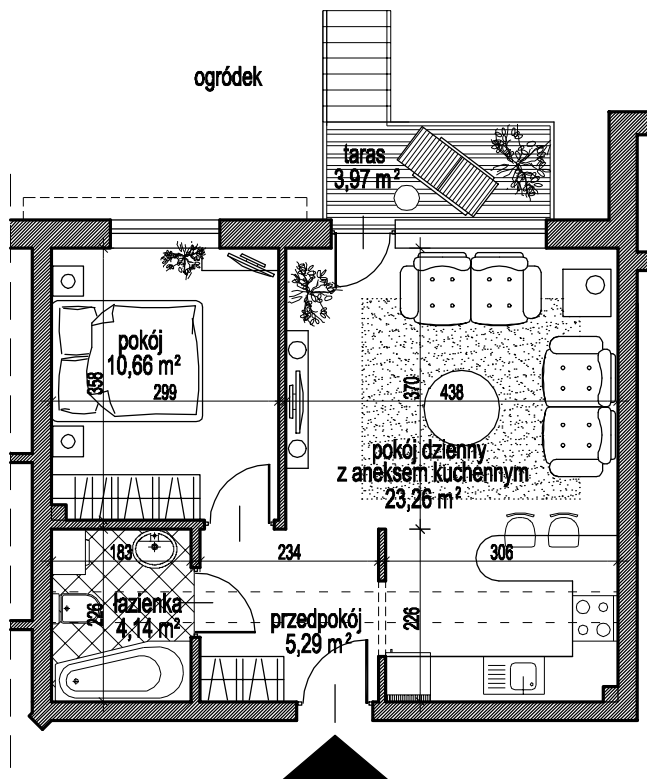 ogródek
taras
3,97 m²
pokój
10,66 m²
358
299
370
438
pokój dzienny
z aneksem kuchennym
23,26 m²
183
234
306
łazienka
4,14 m²
226
przedpokój
5,29 m²
226